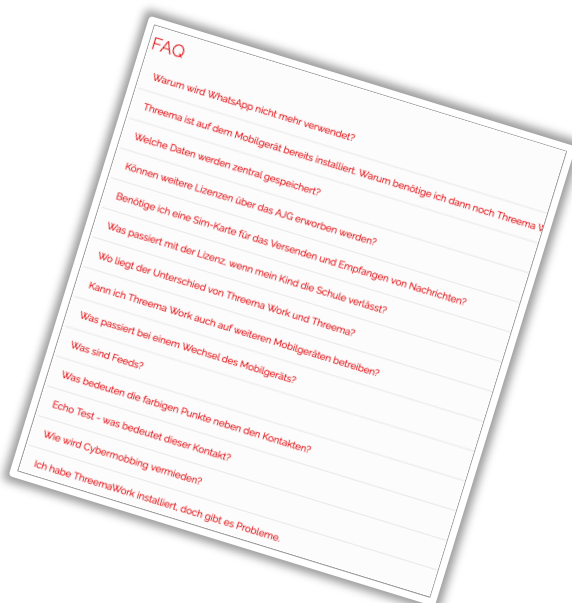 FAQ
Warum wird WhatsApp nicht mehr verwendet?
Threema ist auf dem Mobilgerät bereits installiert. Warum benötige ich dann noch Threema
Welche Daten werden zentral gespeichert?
Können weitere Lizenzen über das AJG erworben werden?
Benötige ich eine Sim-Karte für das Versenden und Empfangen von Nachrichten?
Was passiert mit der Lizenz, wenn mein Kind die Schule verlässt?
Wo liegt der Unterschied von Threema Work und Threema?
Kann ich Threema Work auch auf weiteren Mobilgeräten betreiben?
Was passiert bei einem Wechsel des Mobilgeräts?
Was sind Feeds?
Was bedeuten die farbigen Punkte neben den Kontakten?
Echo Test - was bedeutet dieser Kontakt?
Wie wird Cybermobbing vermieden?
Ich habe ThreemaWork installiert, doch gibt es Probleme.